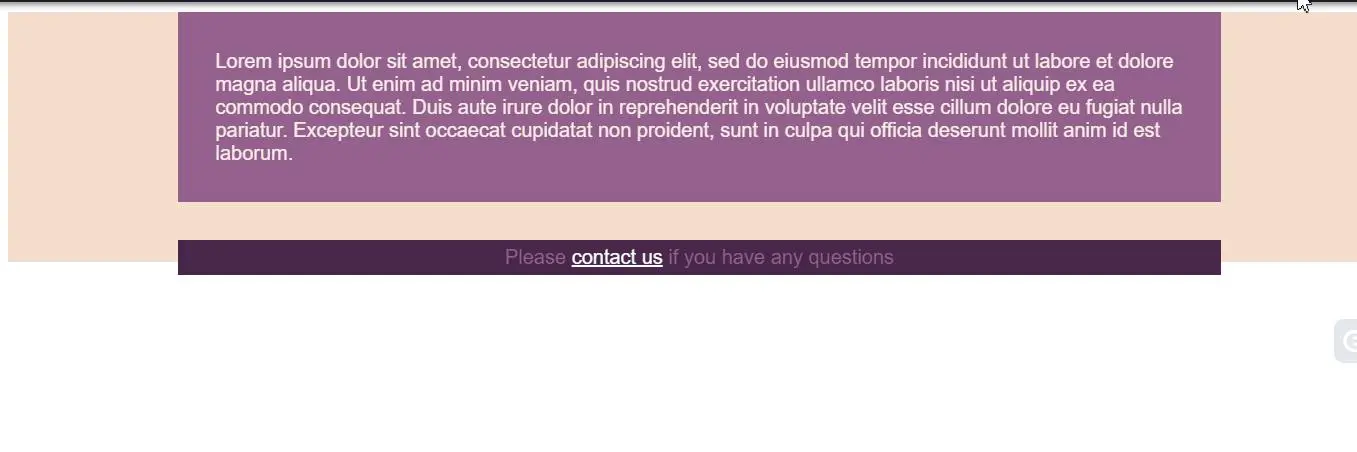 Lorem ipsum dolor sit amet, consectetur adipiscing elit, sed do eiusmod tempor incididunt ut labore et dolore
magna aliqua. Ut enim ad minim veniam, quis nostrud exercitation ullamco laboris nisi ut aliquip ex ea
commodo consequat. Duis aute irure dolor in reprehenderit in voluptate velit esse cillum dolore eu fugiat nulla
pariatur. Excepteur sint occaecat cupidatat non proident, sunt in culpa qui officia deserunt mollit anim id est
laborum.
Please contact us if you have any questions